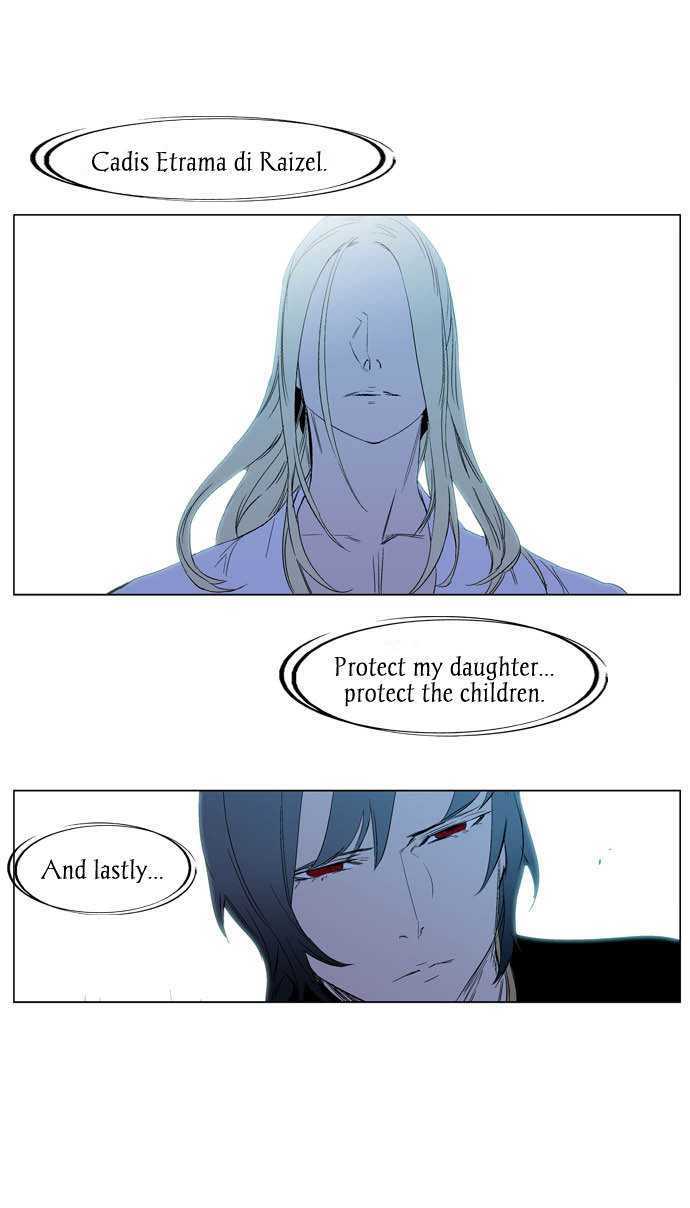 Cadis Etrama di Raizel.
Protect my daughter...
protect the children.
And lastly...